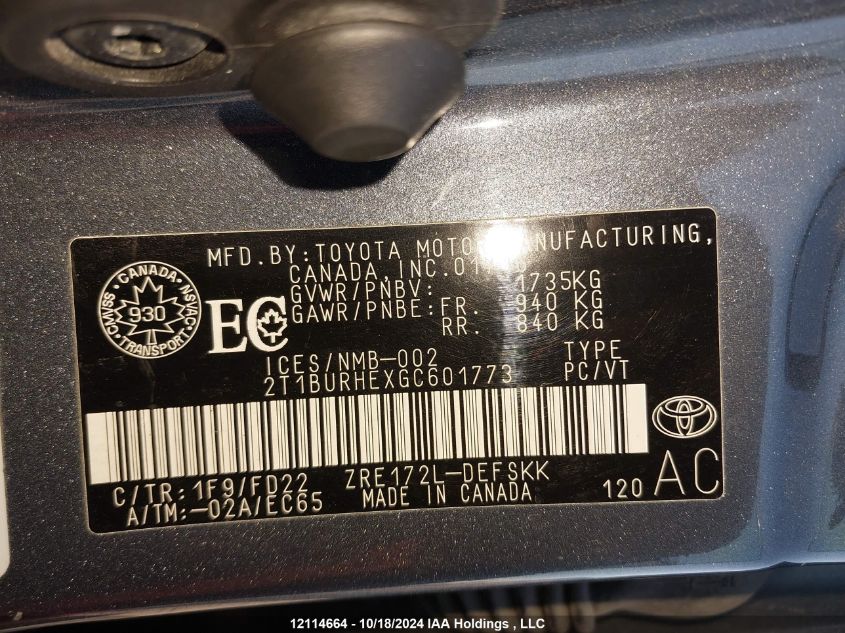 MFD. BY: TOYOTA MANUFACTURING,
CANADA, INC.
GVWR/PNBV: 1735KG
GAWR/PNBE: FR. 940 KG
RR. 840 KG
CANADA
CMVSS 930 NSVAC
TRANSPORT
EC
ICES/NMB-002 TYPE
2T1BURHEXGC601773 PC/VT
C/TR: 1F9/FD22 ZRE172L-DEFSKK
A/TM: -02A/EC65 MADE IN CANADA 120 AC
12114664 - 10/18/2024 IAA Holdings , LLC